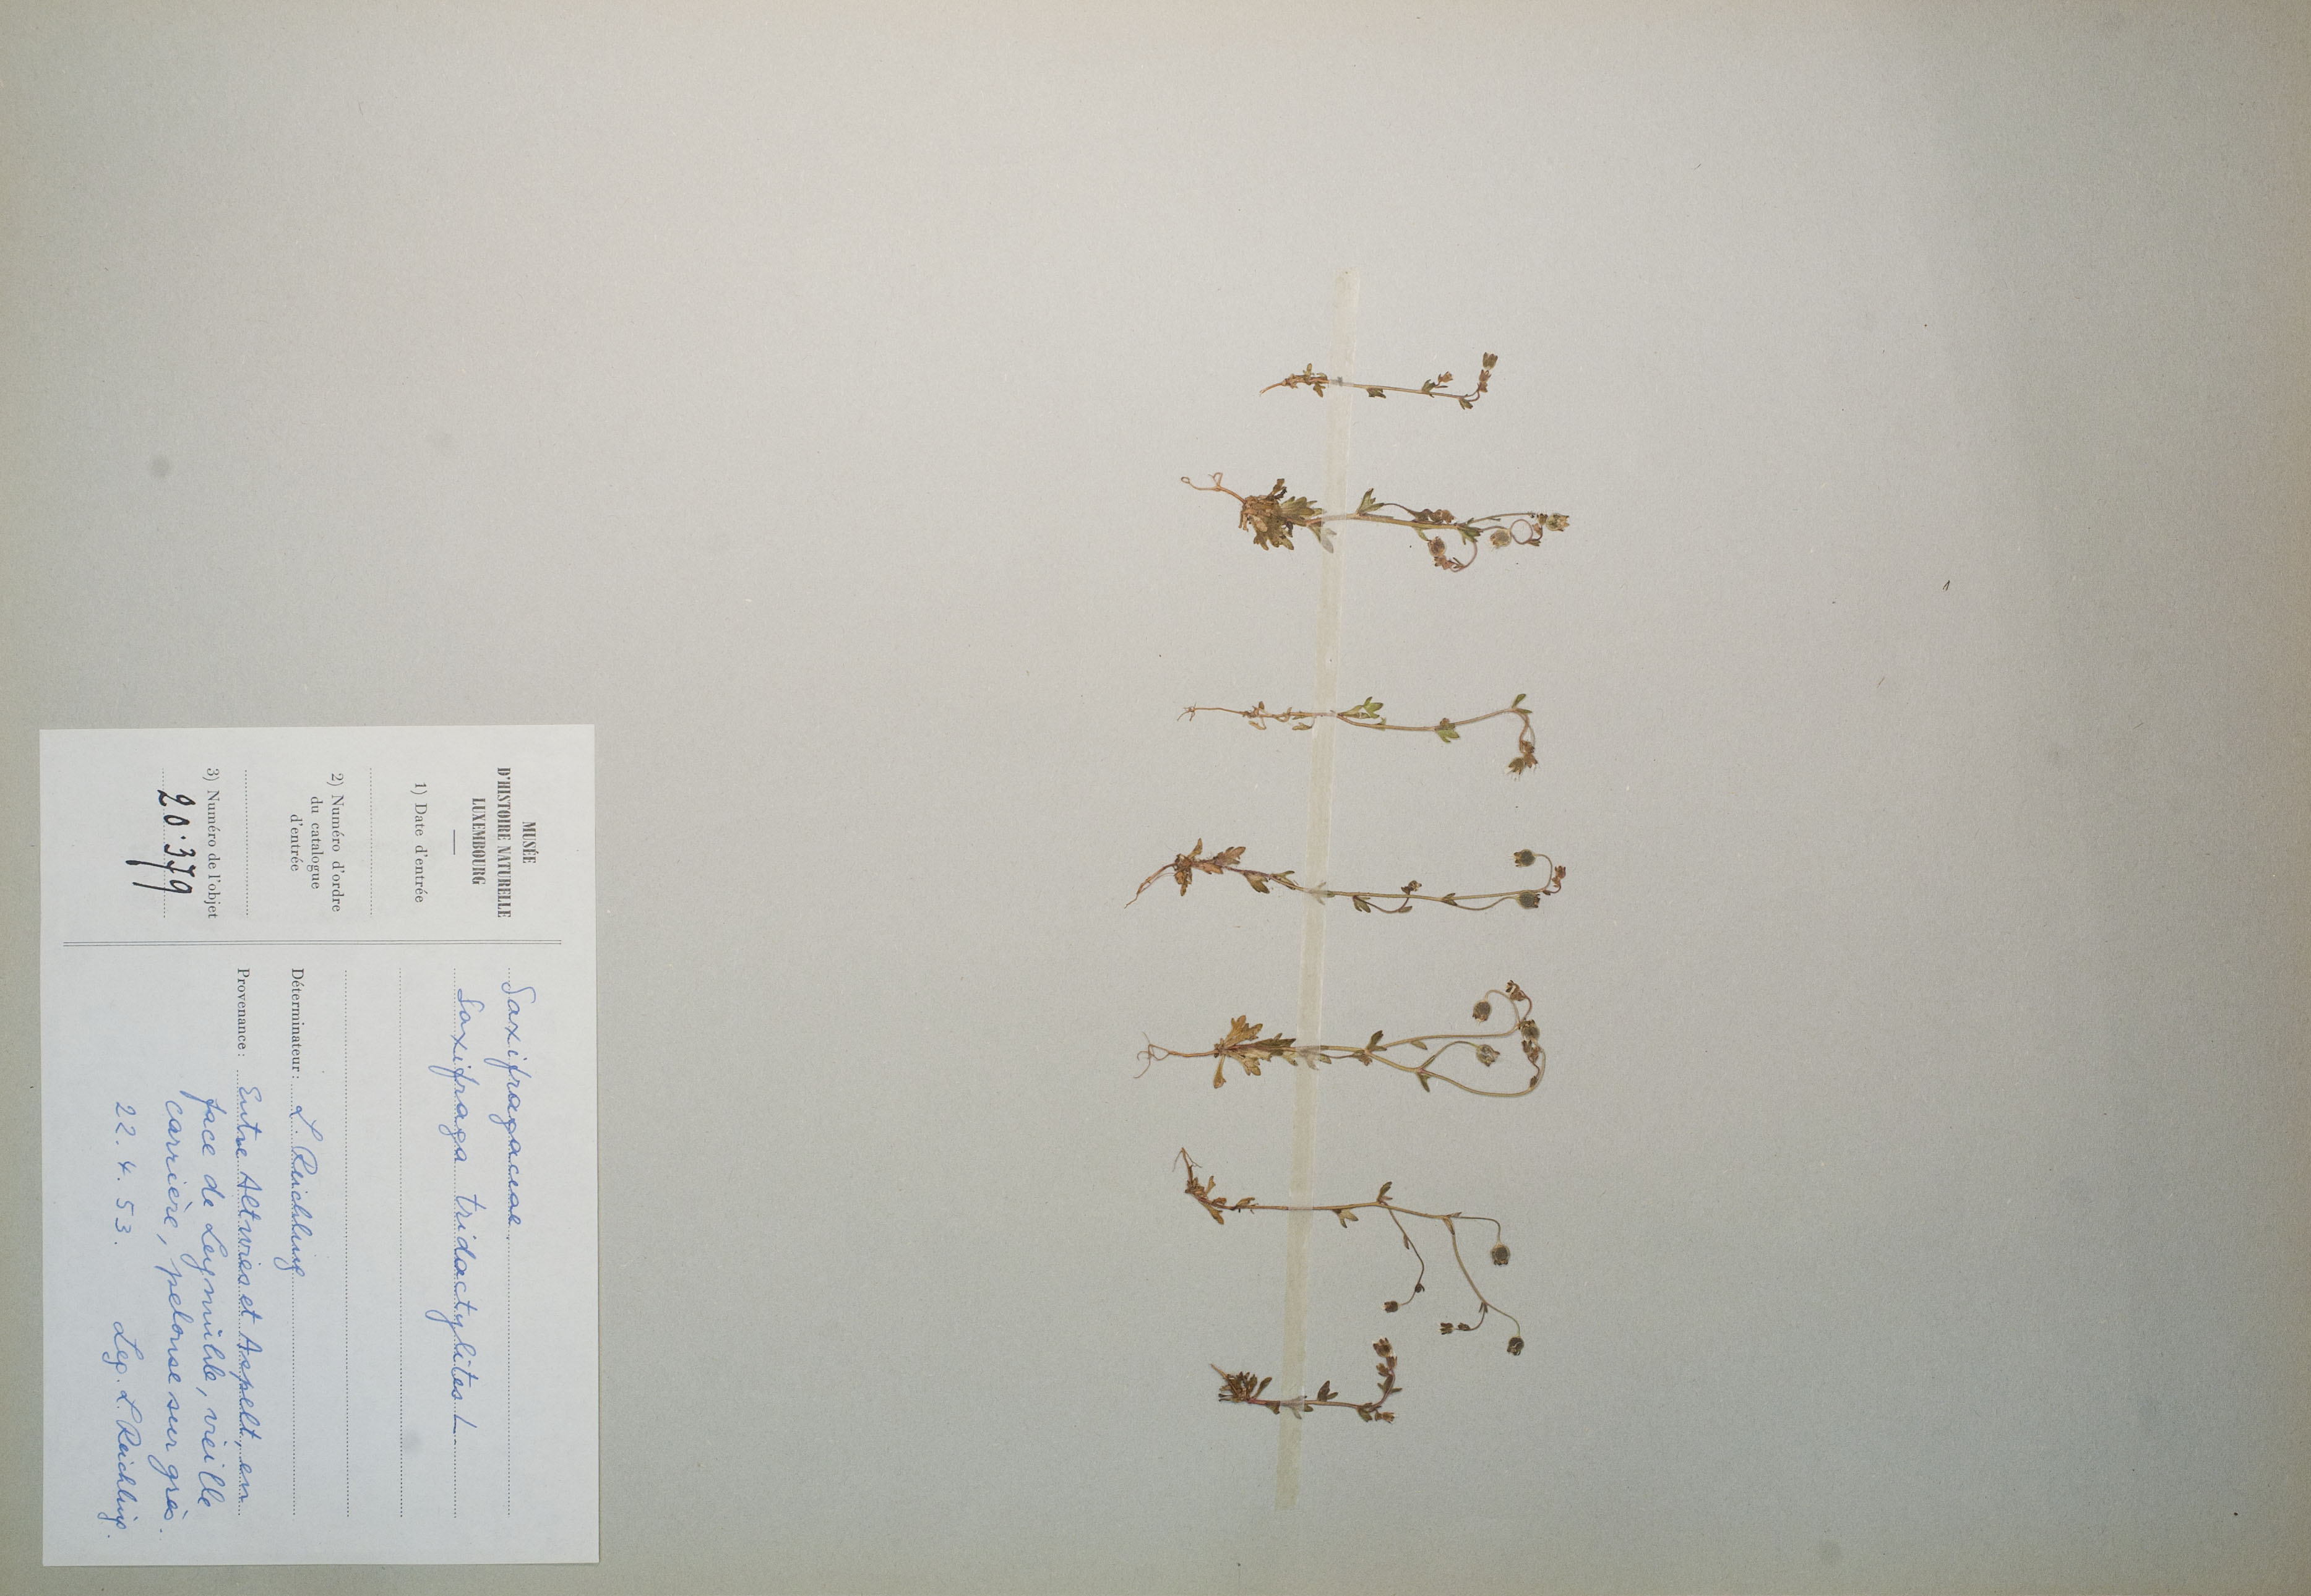 MUSÉE
D'HISTOIRE NATURELLE
LUXEMBOURG
1) Date d'entrée
2) Numéro d'ordre
du catalogue
d'entrée
3) Numéro de l'objet
20.379
Saxifragaceae.
Saxifraga tridactylites L.
Déterminateur: L. Reichling
Provenance: Entre Altwies et Aspelt, en
face de Leymühle, vieille
carrière, pelouse sur grès.
22. 4. 53. Leg. L. Reichling.